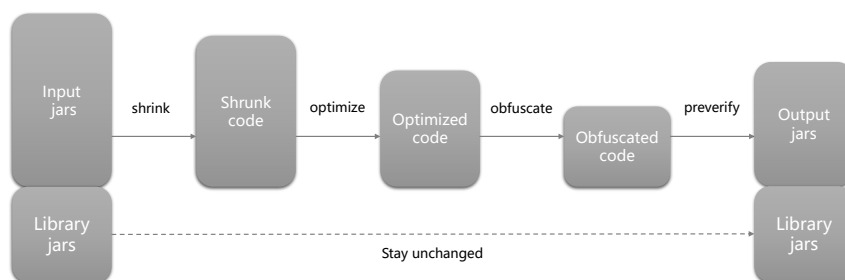 Input
jars
shrink
Shrunk
code
optimize
Optimized
code
obfuscate
Obfuscated
code
preverify
Output
jars
Library
jars
Stay unchanged
Library
jars